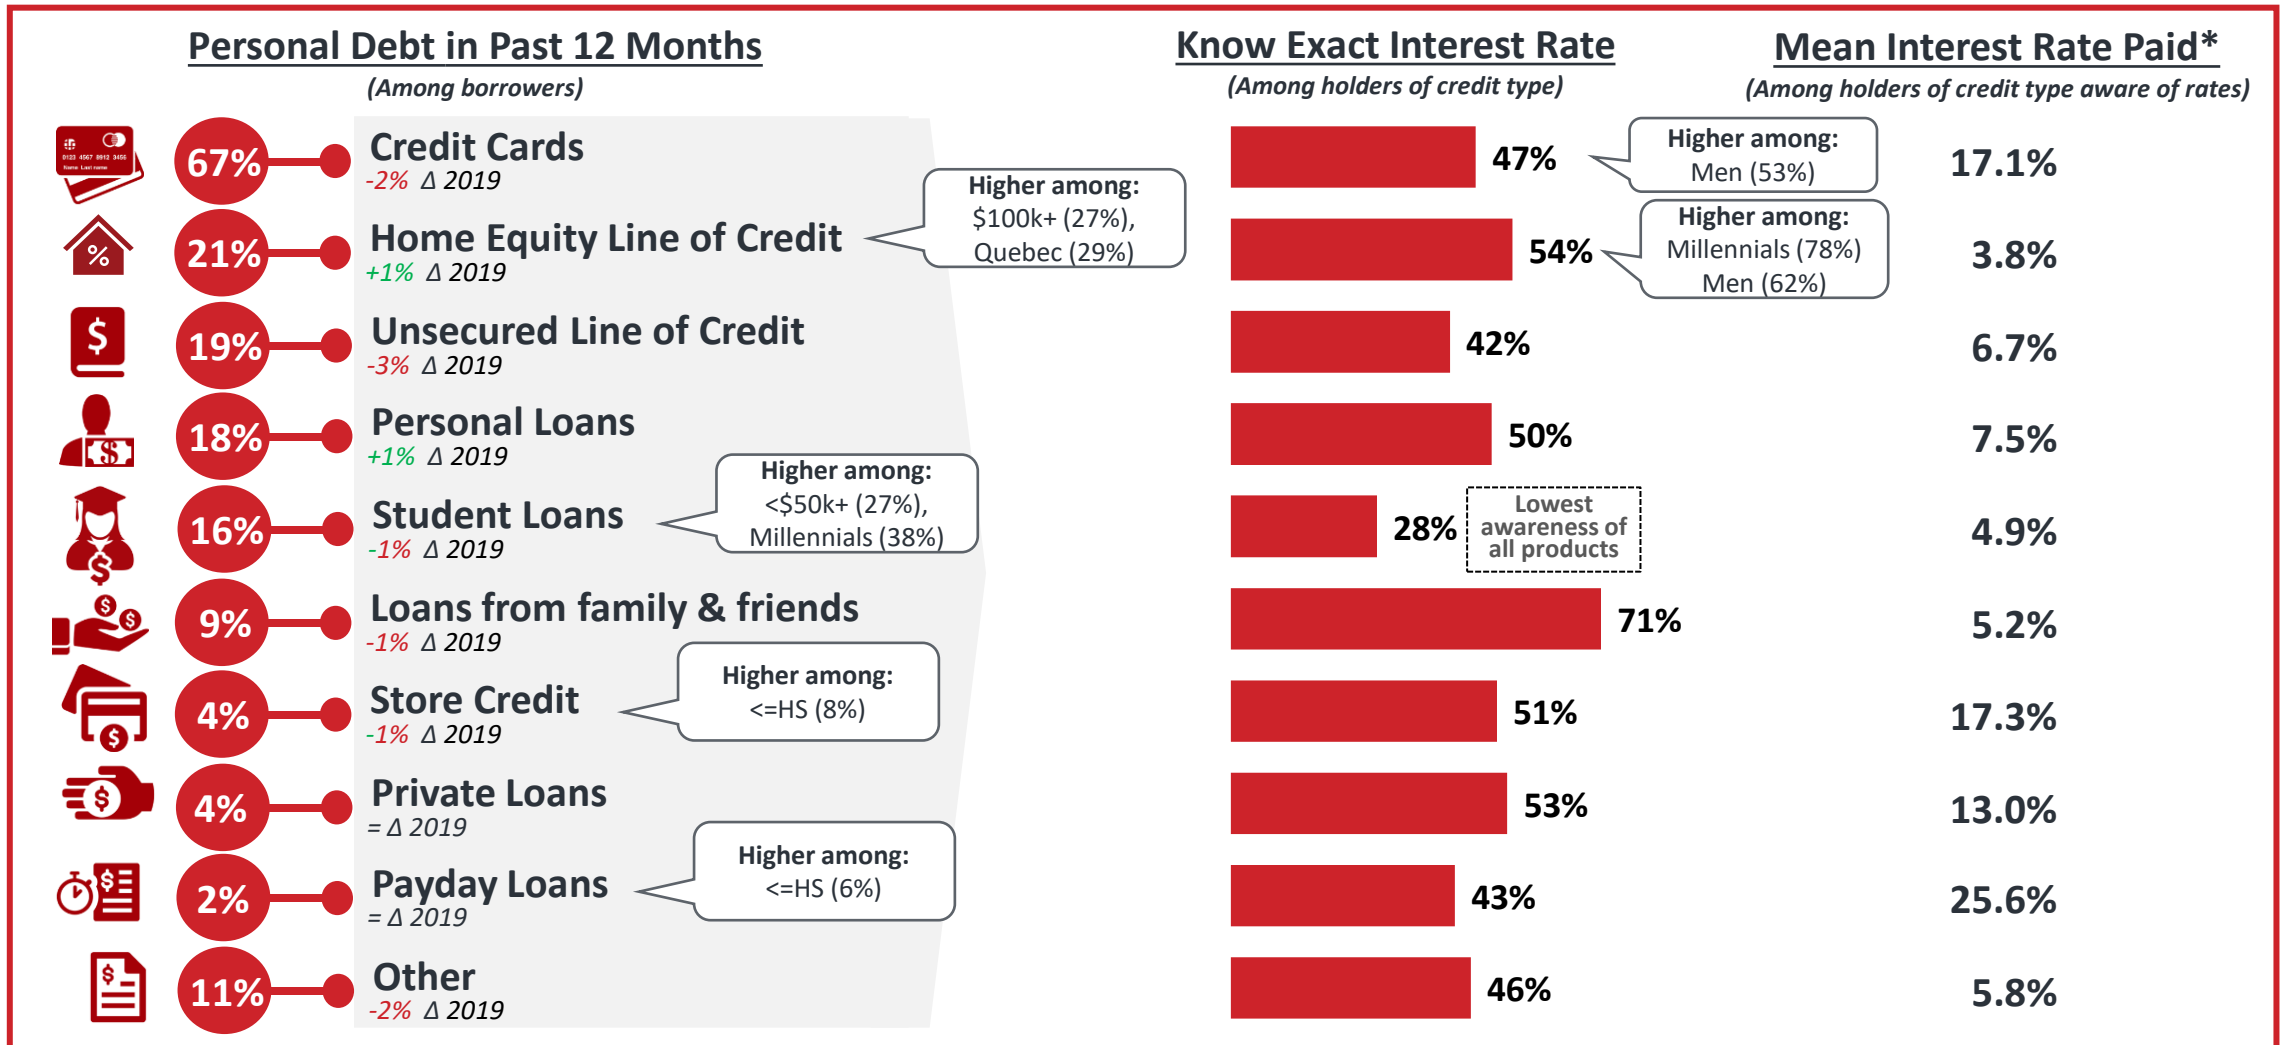 Personal Debt in Past 12 Months
(Among borrowers)
Know Exact Interest Rate
(Among holders of credit type)
Mean Interest Rate Paid*
(Among holders of credit type aware of rates)
0123 4567 8912 3456
Name Last name
67%
Credit Cards
-2% Δ 2019
47%
Higher among:
Men (53%)
17.1%
%
21%
Home Equity Line of Credit
+1% Δ 2019
Higher among:
$100k+ (27%),
Quebec (29%)
54%
Higher among:
Millennials (78%)
Men (62%)
3.8%
$
19%
Unsecured Line of Credit
-3% Δ 2019
42%
6.7%
$
18%
Personal Loans
+1% Δ 2019
50%
7.5%
$
16%
Student Loans
-1% Δ 2019
Higher among:
<$50k+ (27%),
Millennials (38%)
28%
Lowest
awareness of
all products
4.9%
$ $
9%
Loans from family & friends
-1% Δ 2019
71%
5.2%
$
4%
Store Credit
-1% Δ 2019
Higher among:
<=HS (8%)
51%
17.3%
$
4%
Private Loans
= Δ 2019
53%
13.0%
$
2%
Payday Loans
= Δ 2019
Higher among:
<=HS (6%)
43%
25.6%
$
11%
Other
-2% Δ 2019
46%
5.8%